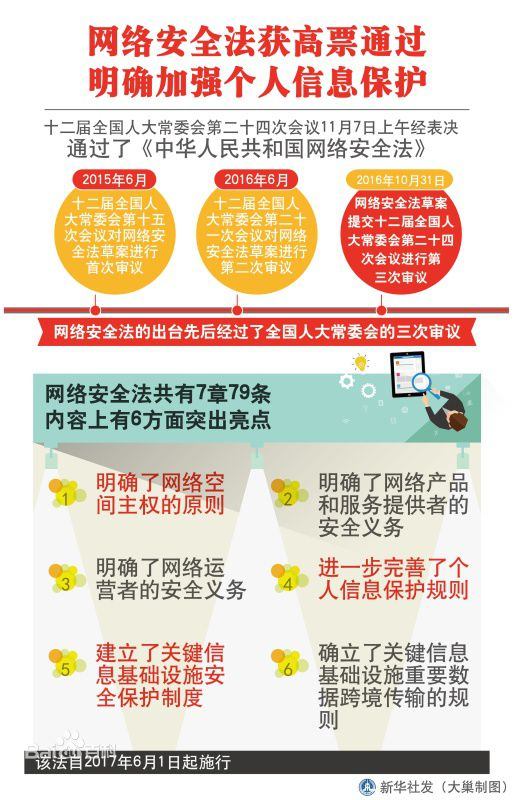 网络安全法获高票通过
明确加强个人信息保护
十二届全国人大常委会第二十四次会议11月7日上午经表决
通过了《中华人民共和国网络安全法》
2015年6月
十二届全国人
大常委会第十五
次会议对网络安
全法草案进行
首次审议
2016年6月
十二届全国人
大常委会第二十
一次会议对网络
安全法草案进行
第二次审议
2016年10月31日
网络安全法草案
提交十二届全国人
大常委会第二十四
次会议进行第
三次审议
网络安全法的出台先后经过了全国人大常委会的三次审议
网络安全法共有7章79条
内容上有6方面突出亮点
1
明确了网络空
间主权的原则
2
明确了网络产品
和服务提供者的
安全义务
3
明确了网络运
营者的安全义务
4
进一步完善了个
人信息保护规则
5
建立了关键信
息基础设施安
全保护制度
6
确立了关键信息
基础设施重要数
据跨境传输的规
则
Bai百科
该法自2017年6月1日起施行
新华社发(大巢制图)